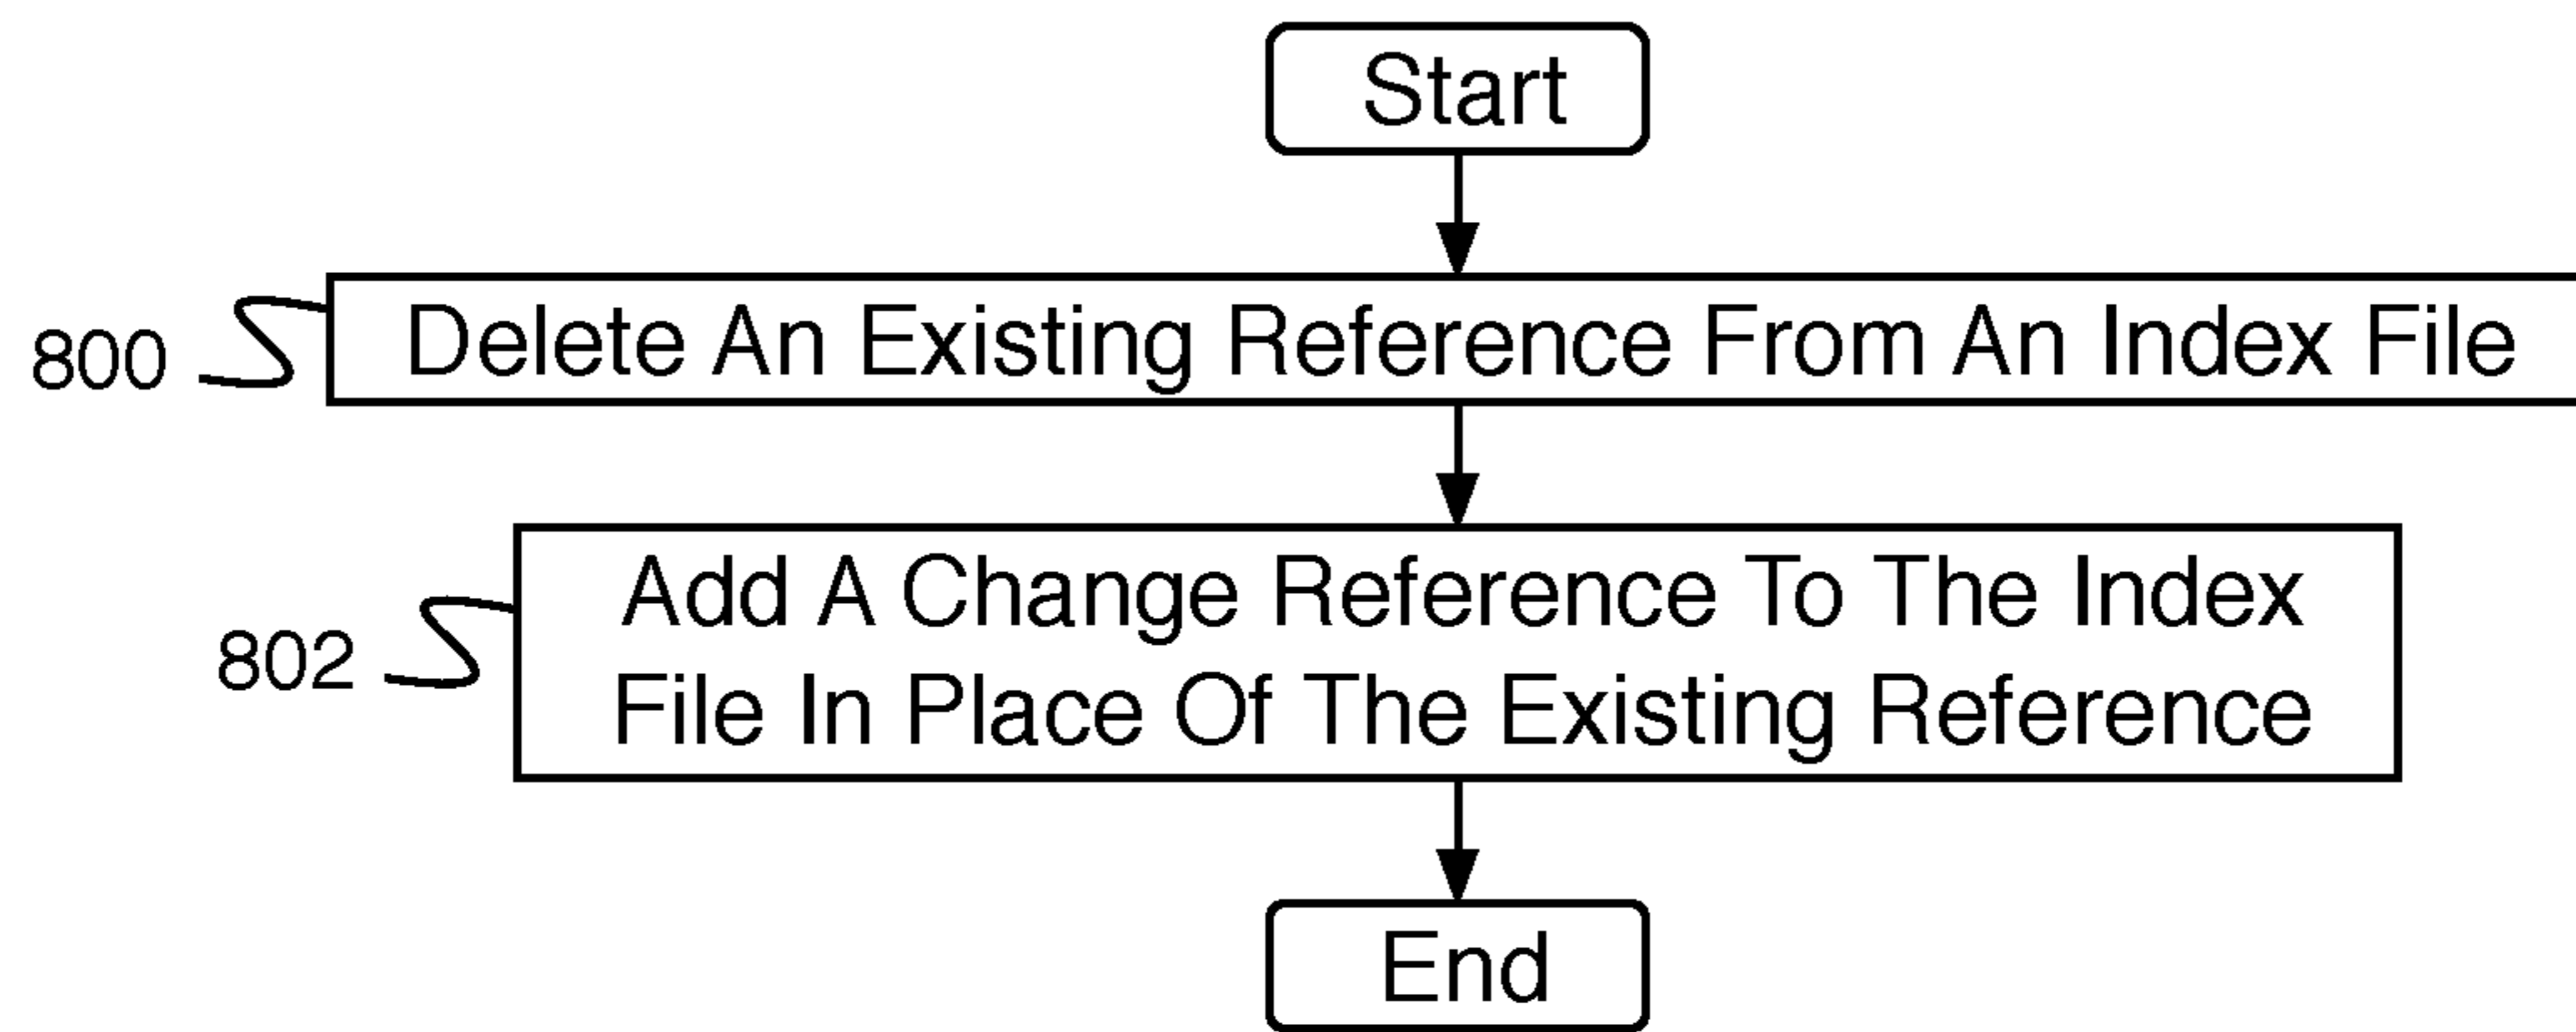 Start
800
Delete An Existing Reference From An Index File
Add A Change Reference To The Index
802
File In Place Of The Existing Reference
End